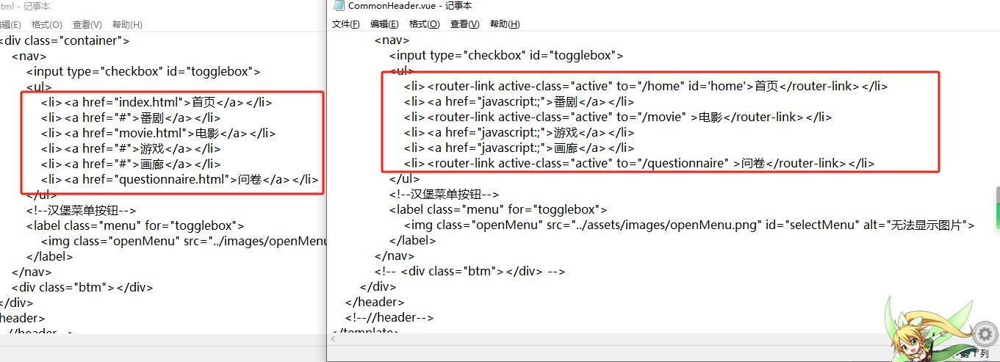 tml - 记事本
编辑(E) 格式(O) 查看(V) 帮助(H)
<div class="container">
<nav>
<input type="checkbox" id="togglebox">
<ul>
<li><a href="index.html">首页</a></li>
<li><a href="#">番剧</a></li>
<li><a href="movie.html">电影</a></li>
<li><a href="#">游戏</a></li>
<li><a href="#">画廊</a></li>
<li><a href="questionnaire.html">问卷</a></li>
</ul>
<!--汉堡菜单按钮-->
<label class="menu" for="togglebox">
<img class="openMenu" src="../images/openMenu
</label>
</nav>
<div class="btm"></div>
</div>
header>
//header-->
CommonHeader.vue - 记事本
文件(F) 编辑(E) 格式(O) 查看(V) 帮助(H)
<nav>
<input type="checkbox" id="togglebox">
<ul>
<li><router-link active-class="active" to="/home" id='home'>首页</router-link></li>
<li><a href="javascript:;">番剧</a></li>
<li><router-link active-class="active" to="/movie" >电影</router-link></li>
<li><a href="javascript:;">游戏</a></li>
<li><a href="javascript:;">画廊</a></li>
<li><router-link active-class="active" to="/questionnaire" >问卷</router-link></li>
</ul>
<!--汉堡菜单按钮-->
<label class="menu" for="togglebox">
<img class="openMenu" src="../assets/images/openMenu.png" id="selectMenu" alt="无法显示图片">
</label>
</nav>
<!-- <div class="btm"></div> -->
</div>
</header>
<!--//header-->
</template>
第 1 列